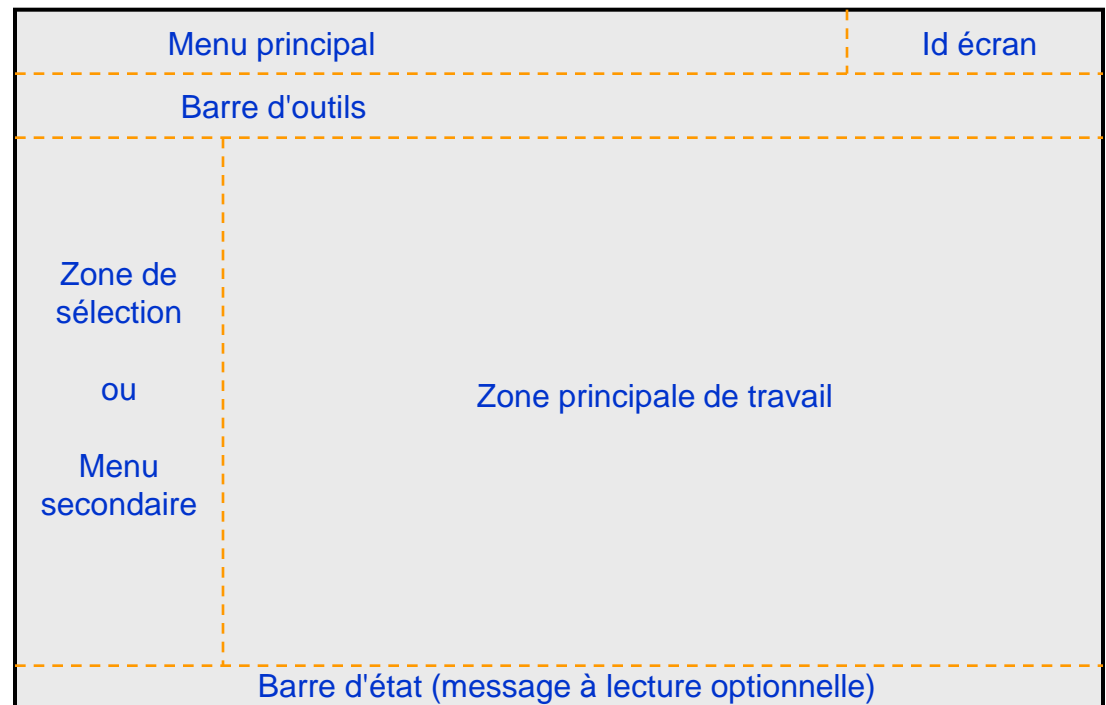 Menu principal
Id écran
Barre d'outils
Zone de
sélection
ou
Menu
secondaire
Zone principale de travail
Barre d'état (message à lecture optionnelle)